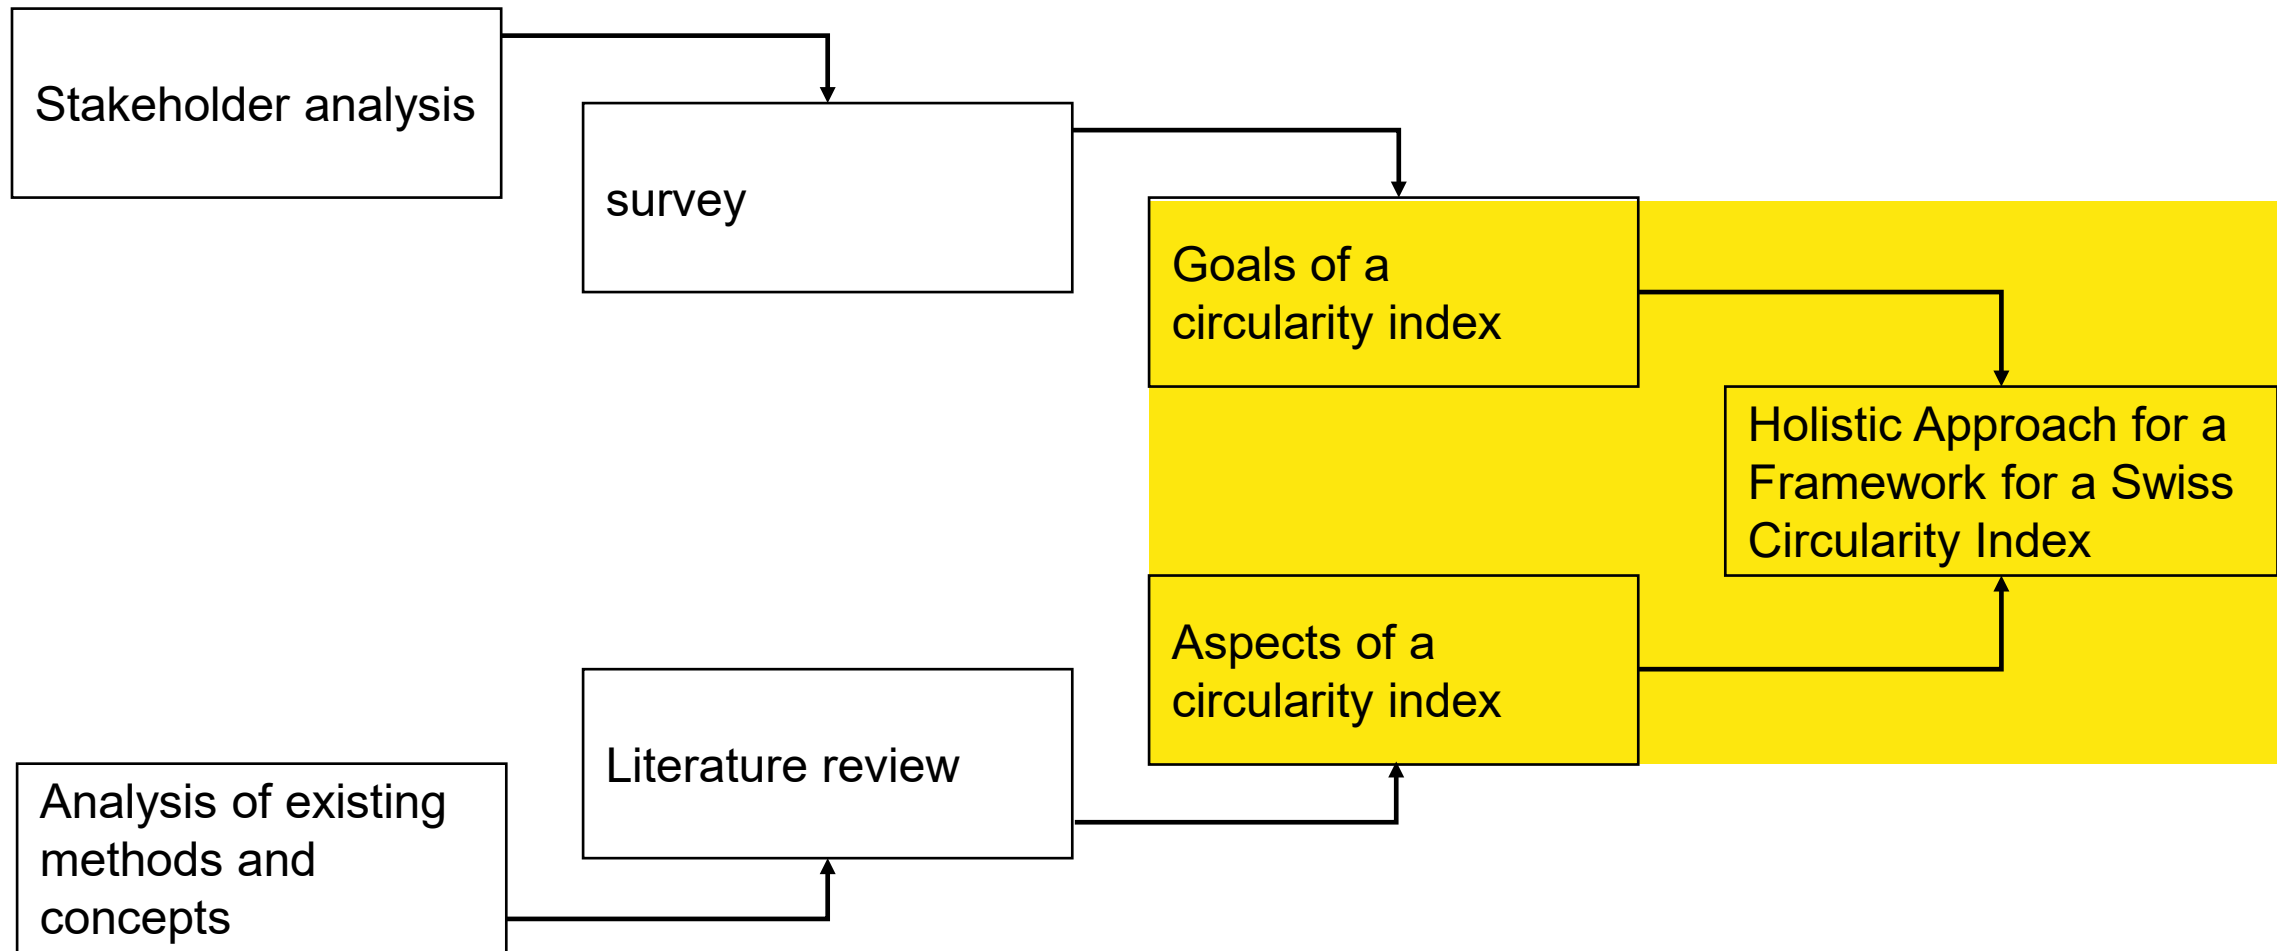 Stakeholder analysis
survey
Goals of a
circularity index
Holistic Approach for a
Framework for a Swiss
Circularity Index
Aspects of a
circularity index
Literature review
Analysis of existing
methods and
concepts